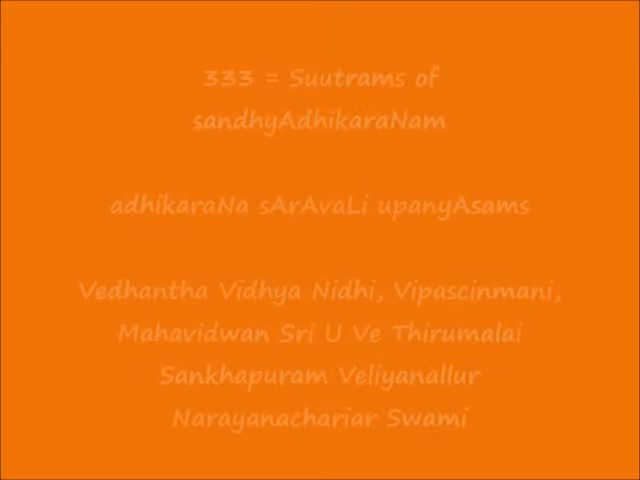 333 = Suutrams of
sandhyAdhikaraNam
adhikaraNa sArAvaLi upanyAsams
Vedhantha Vidhya Nidhi, Vipascinmani,
Mahavidwan Sri U Ve Thirumalai
Sankhapuram Veliyanallur
Narayanachariar Swami